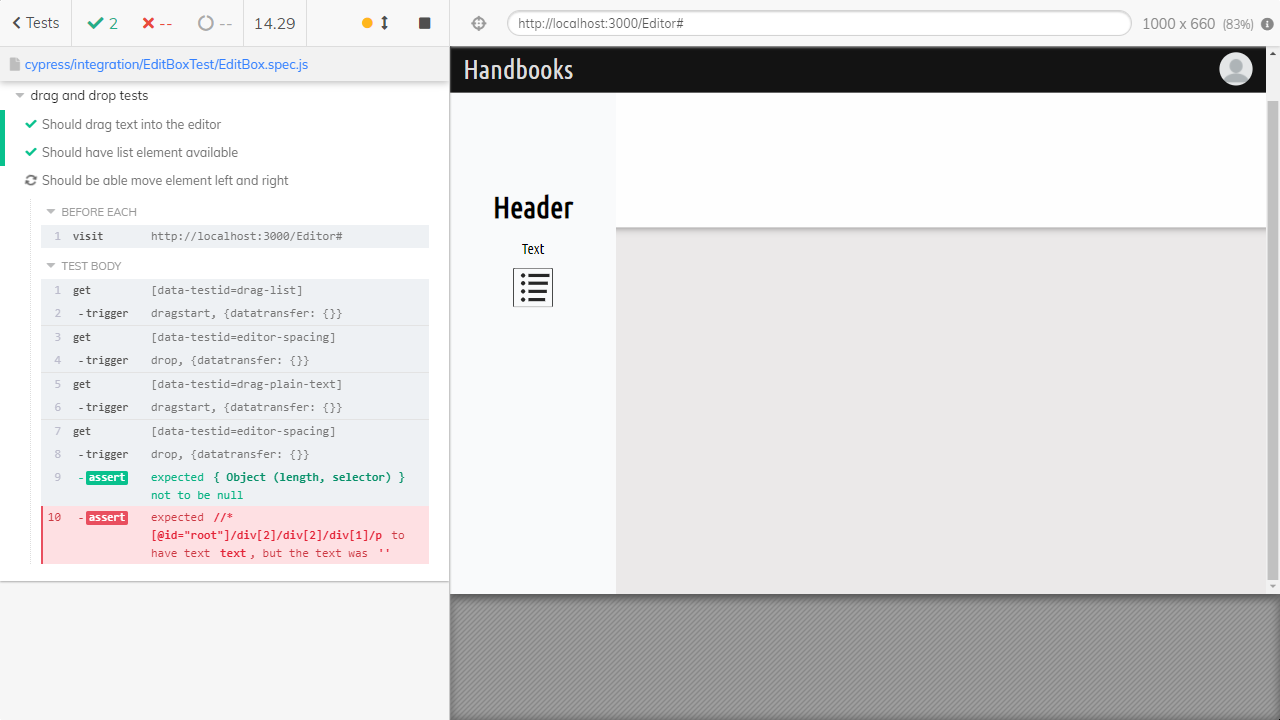 Tests 2 -- -- 14.29
http://localhost:3000/Editor# 1000 x 660 (83%)
cypress/integration/EditBoxTest/EditBox.spec.js
drag and drop tests
Should drag text into the editor
Should have list element available
Should be able move element left and right
BEFORE EACH
1 visit http://localhost:3000/Editor#
TEST BODY
1 get [data-testid=drag-list]
2 -trigger dragstart, {datatransfer: {}}
3 get [data-testid=editor-spacing]
4 -trigger drop, {datatransfer: {}}
5 get [data-testid=drag-plain-text]
6 -trigger dragstart, {datatransfer: {}}
7 get [data-testid=editor-spacing]
8 -trigger drop, {datatransfer: {}}
9 -assert expected { Object (length, selector) }
not to be null
10 -assert expected //*
[@id="root"]/div[2]/div[2]/div[1]/p to
have text text, but the text was ''
Handbooks
Header
Text